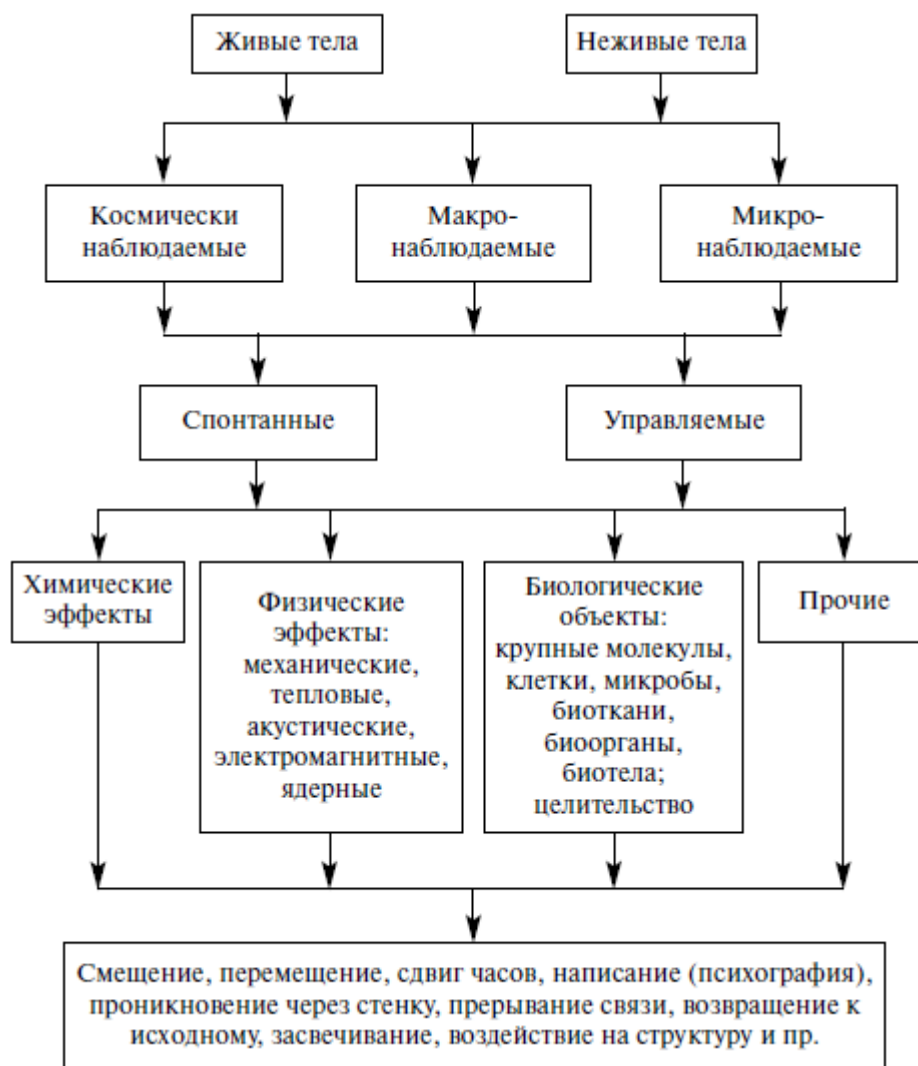 Живые тела
Неживые тела
Космически
наблюдаемые
Макро-
наблюдаемые
Микро-
наблюдаемые
Спонтанные
Управляемые
Химические
эффекты
Физические
эффекты:
механические,
тепловые,
акустические,
электромагнитные,
ядерные
Биологические
объекты:
крупные молекулы,
клетки, микробы,
биоткани,
биоорганы,
биотела;
целительство
Прочие
Смещение, перемещение, сдвиг часов, написание (психография),
проникновение через стенку, прерывание связи, возвращение к
исходному, засвечивание, воздействие на структуру и пр.